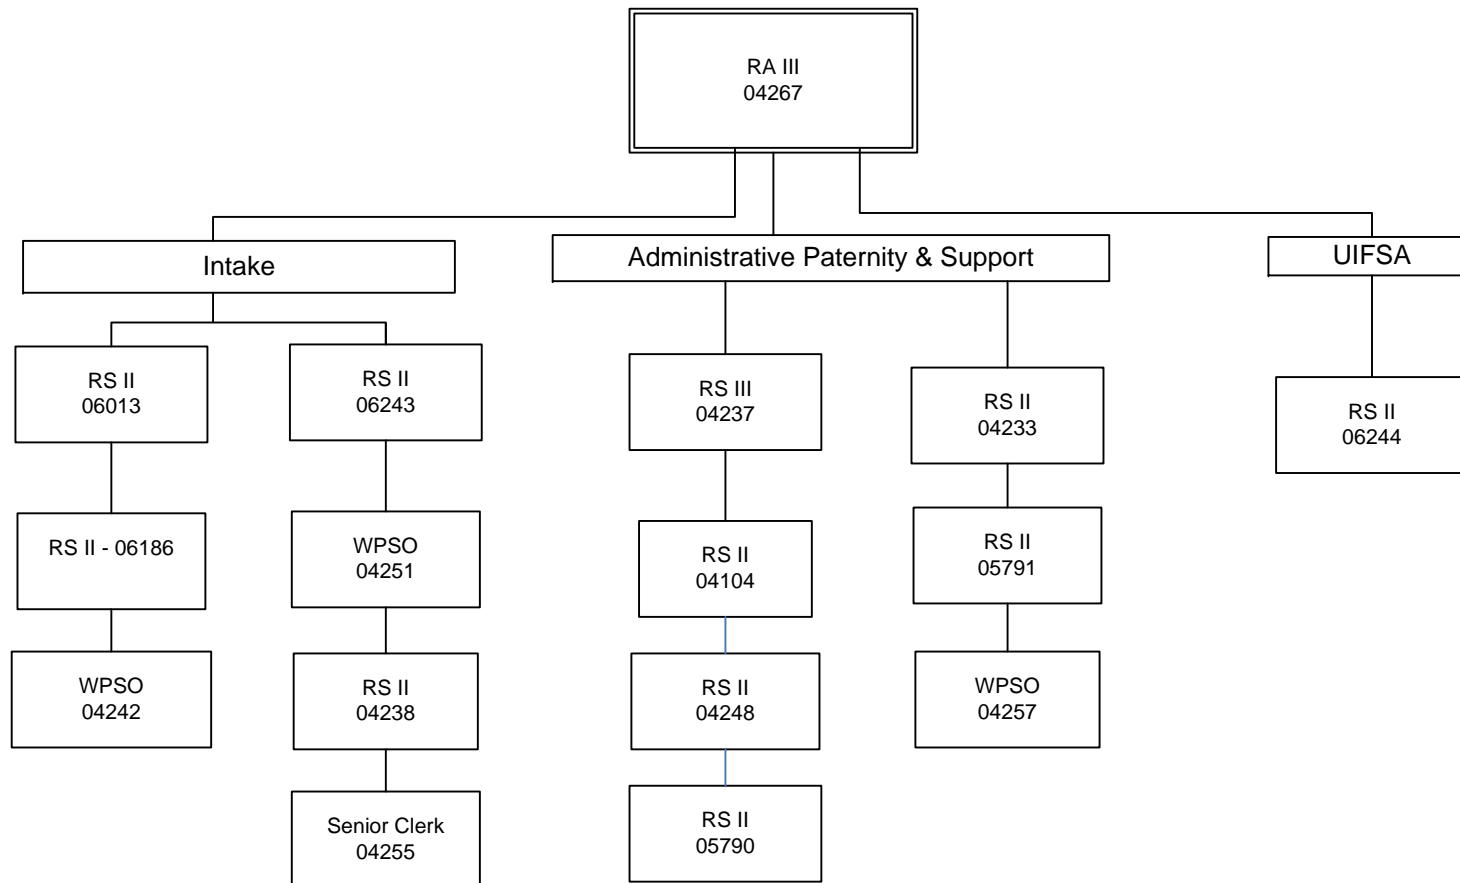 RA III
04267
Intake
Administrative Paternity & Support
UIFSA
RS II
06013
RS II
06243
RS III
04237
RS II
04233
RS II
06244
RS II - 06186
WPSO
04251
RS II
04104
RS II
05791
WPSO
04242
RS II
04238
RS II
04248
WPSO
04257
Senior Clerk
04255
RS II
05790